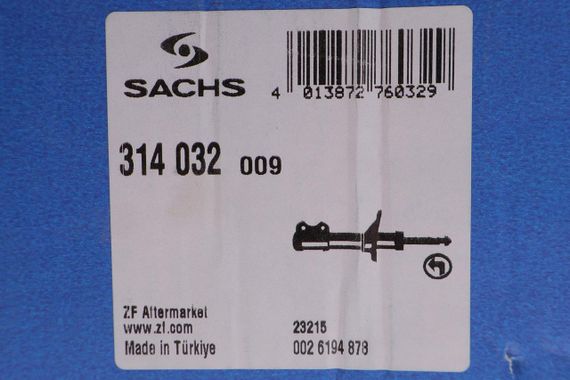 SACHS
4 013872 760329
314 032 009
ZF Aftermarket
www.zf.com
Made in Türkiye
23215
002 6194 878